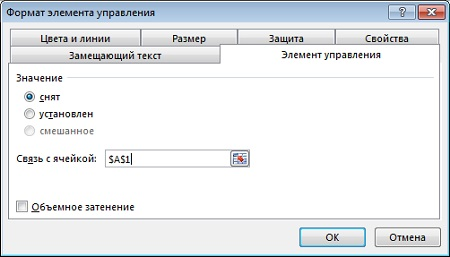 Формат элемента управления
Цвета и линии Размер Защита Свойства
Замещающий текст Элемент управления
Значение
снят
установлен
смешанное
Связь с ячейкой: $A$1
Объемное затенение
ОК Отмена